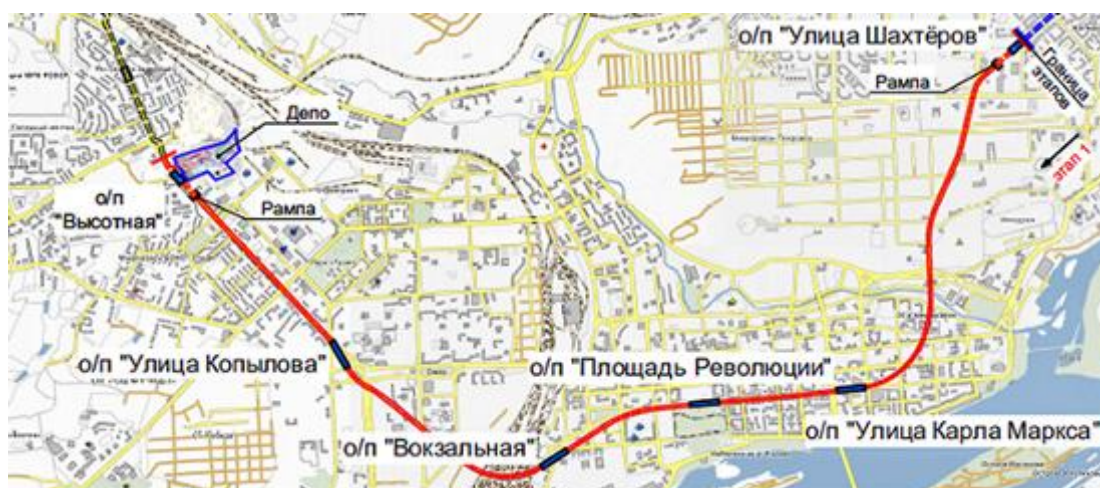 о/п "Улица Шахтёров"
Рампа
Граница
этапов
этап 1
Депо
о/п
"Высотная"
Рампа
о/п "Улица Копылова"
о/п "Площадь Революции"
о/п "Вокзальная"
о/п "Улица Карла Маркса"